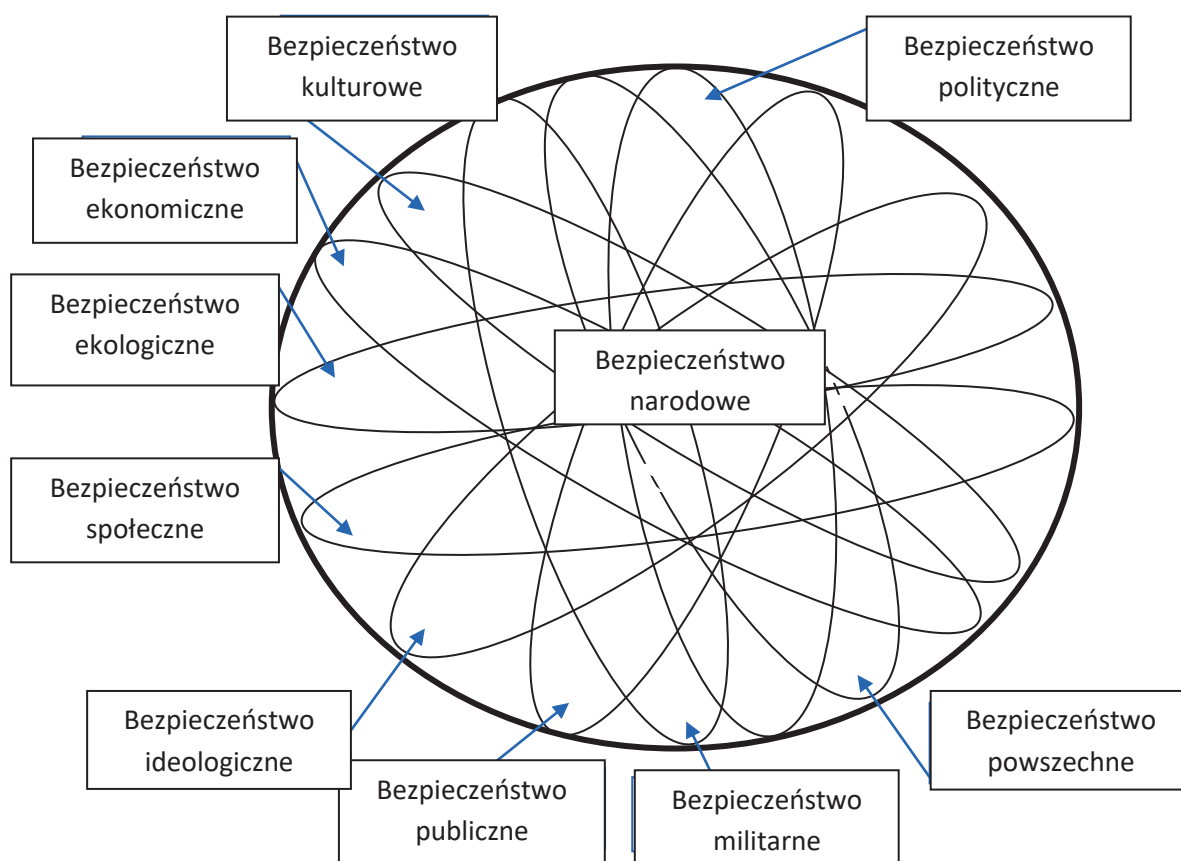 Bezpieczeństwo
kulturowe
Bezpieczeństwo
polityczne
Bezpieczeństwo
ekonomiczne
Bezpieczeństwo
ekologiczne
Bezpieczeństwo
narodowe
Bezpieczeństwo
społeczne
Bezpieczeństwo
ideologiczne
Bezpieczeństwo
publiczne
Bezpieczeństwo
militarne
Bezpieczeństwo
powszechne